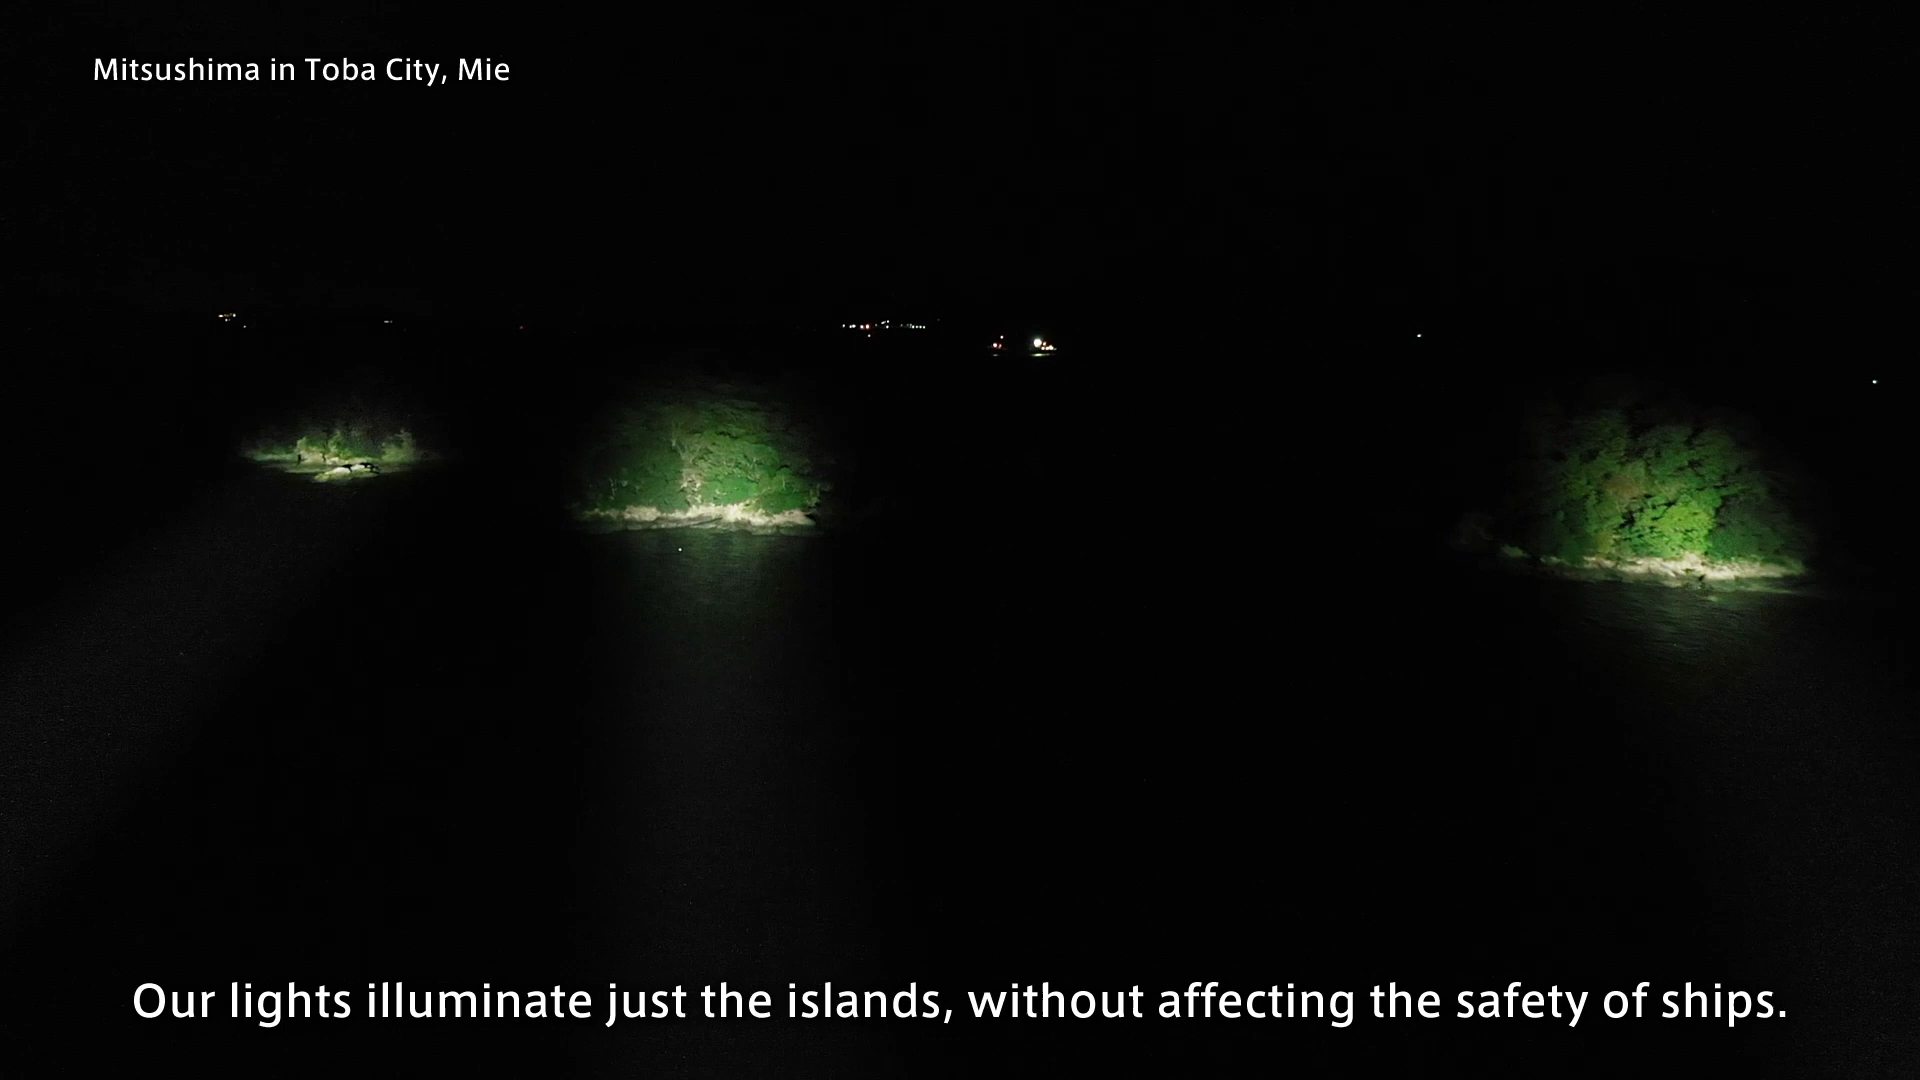 Mitsushima in Toba City, Mie
Our lights illuminate just the islands, without affecting the safety of ships.